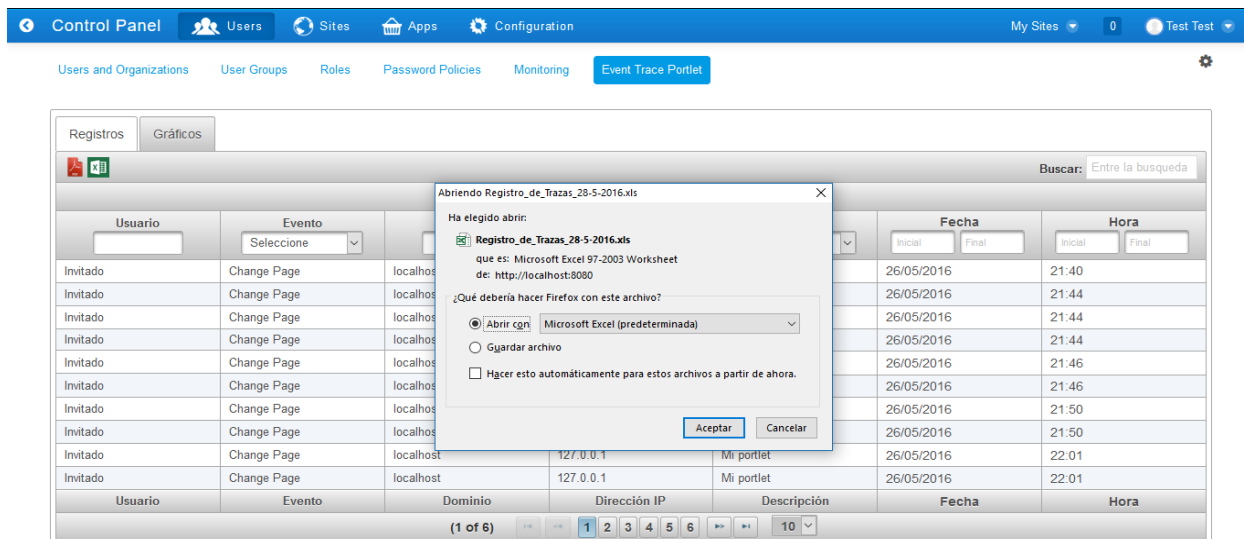 Control Panel Users Sites Apps Configuration My Sites 0 Test Test
Users and Organizations User Groups Roles Password Policies Monitoring Event Trace Portlet
Registros Gráficos
Buscar: Entre la busqueda
Abriendo Registro_de_Trazas_28-5-2016.xls
Ha elegido abrir:
Registro_de_Trazas_28-5-2016.xls
que es: Microsoft Excel 97-2003 Worksheet
de: http://localhost:8080
¿Qué debería hacer Firefox con este archivo?
Abrir con Microsoft Excel (predeterminada)
Guardar archivo
Hacer esto automáticamente para estos archivos a partir de ahora.
Aceptar Cancelar
Usuario Evento Fecha Hora
Seleccione Inicial Final Inicial Final
Invitado Change Page localhos 26/05/2016 21:40
Invitado Change Page localhos 26/05/2016 21:44
Invitado Change Page localhos 26/05/2016 21:44
Invitado Change Page localhos 26/05/2016 21:44
Invitado Change Page localhos 26/05/2016 21:46
Invitado Change Page localhos 26/05/2016 21:46
Invitado Change Page localhos 26/05/2016 21:50
Invitado Change Page localhos 26/05/2016 21:50
Invitado Change Page localhost 127.0.0.1 Mi portlet 26/05/2016 22:01
Invitado Change Page localhost 127.0.0.1 Mi portlet 26/05/2016 22:01
Usuario Evento Dominio Dirección IP Descripción Fecha Hora
(1 of 6) 1 2 3 4 5 6 10